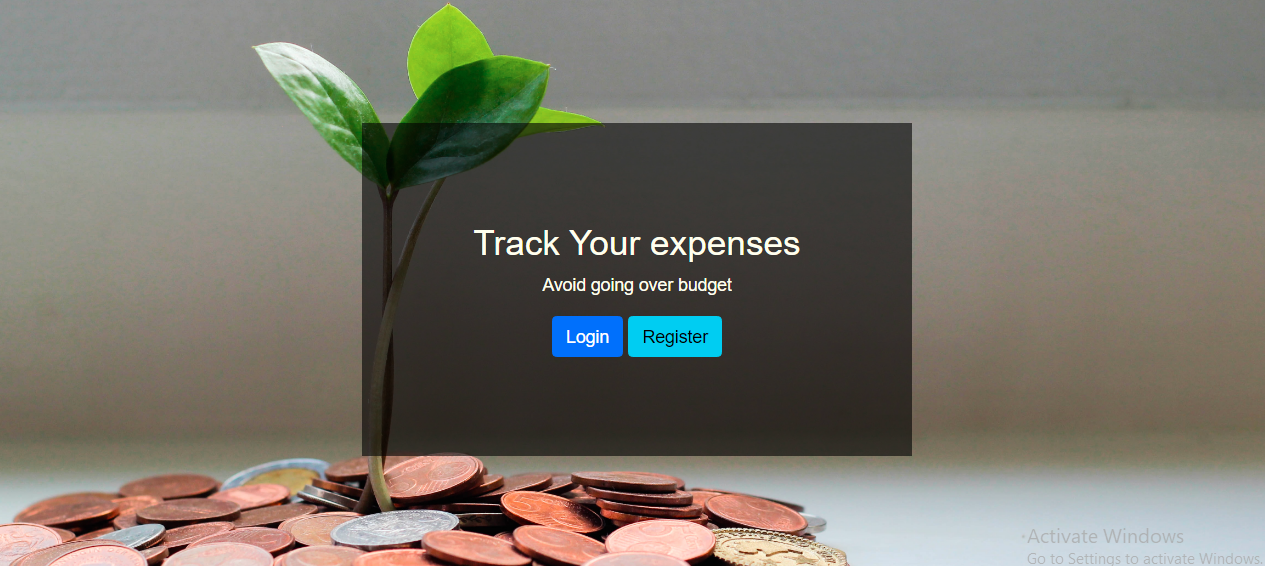 Track Your expenses
Avoid going over budget
Login Register
Activate Windows
Go to Settings to activate Windows.